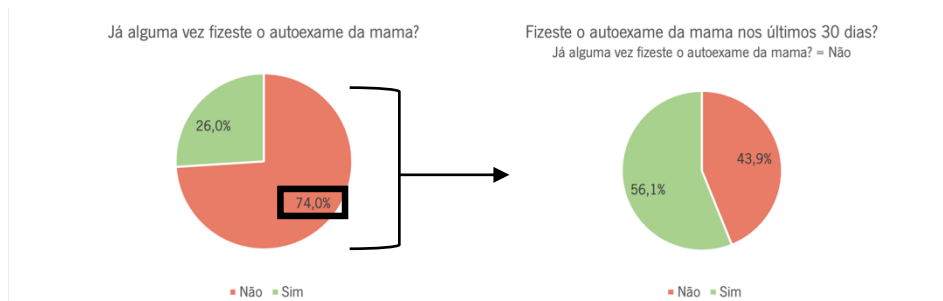 Já alguma vez fizeste o autoexame da mama?
26,0%
74,0%
Não Sim
Fizeste o autoexame da mama nos últimos 30 dias?
Já alguma vez fizeste o autoexame da mama? = Não
43,9%
56,1%
Não Sim